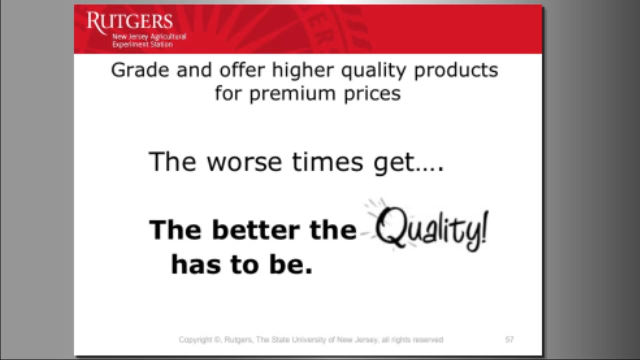 RUTGERS
New Jersey Agricultural
Experiment Station
Grade and offer higher quality products
for premium prices
The worse times get….
The better the Quality!
has to be.
Copyright ©, Rutgers, The State University of New Jersey, all rights reserved 57